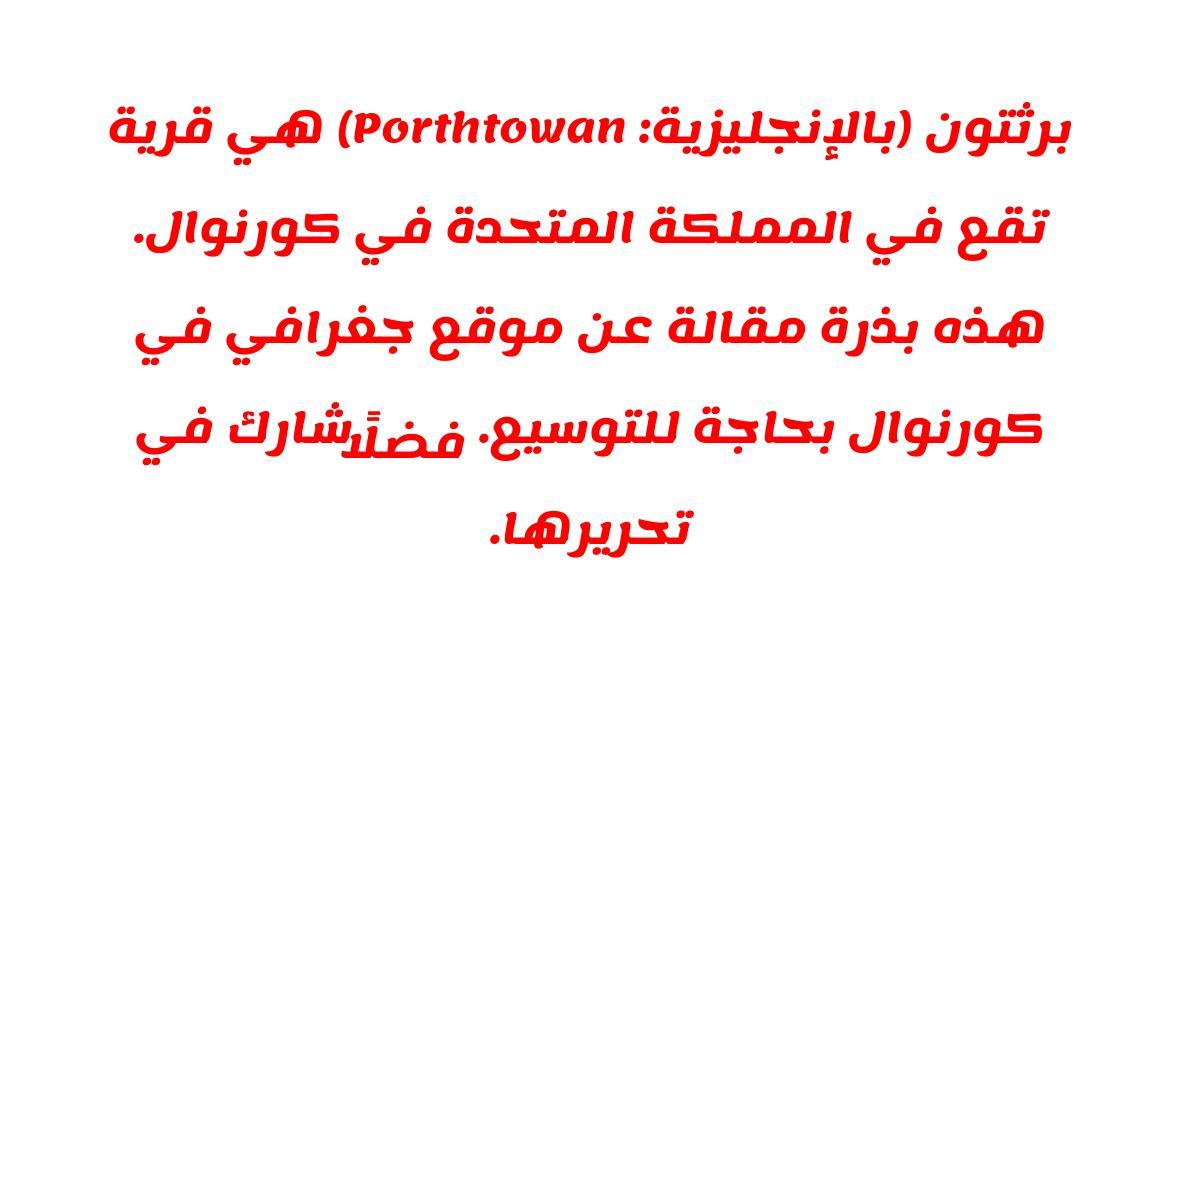 برثتون (بالإنجليزية: Porthtowan) هي قرية
تقع في المملكة المتحدة في كورنوال.
هذه بذرة مقالة عن موقع جغرافي في
كورنوال بحاجة للتوسيع. فضلًا شارك في
تحريرها.